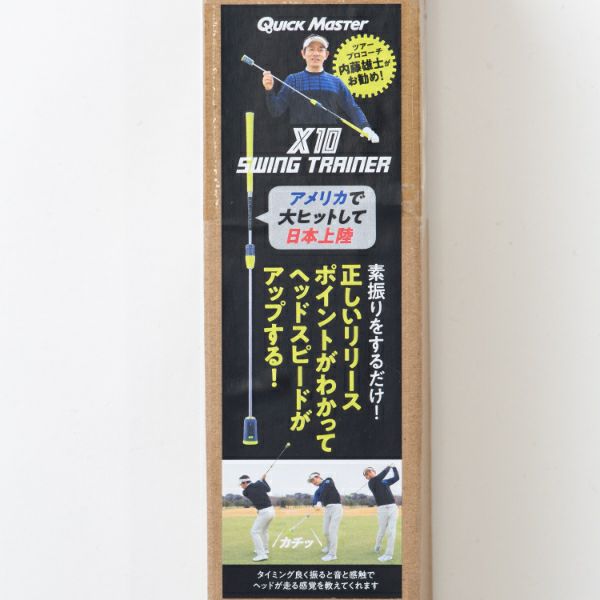 QUICK MASTER
ツアー
プロコーチ
内藤雄士が
お勧め!
X10
SWING TRAINER
アメリカで
大ヒットして
日本上陸
素振りをするだけ!
正しいリリース
ポイントがわかって
ヘッドスピードが
アップする!
カチッ
タイミング良く振ると音と感触で
ヘッドが走る感覚を教えてくれます